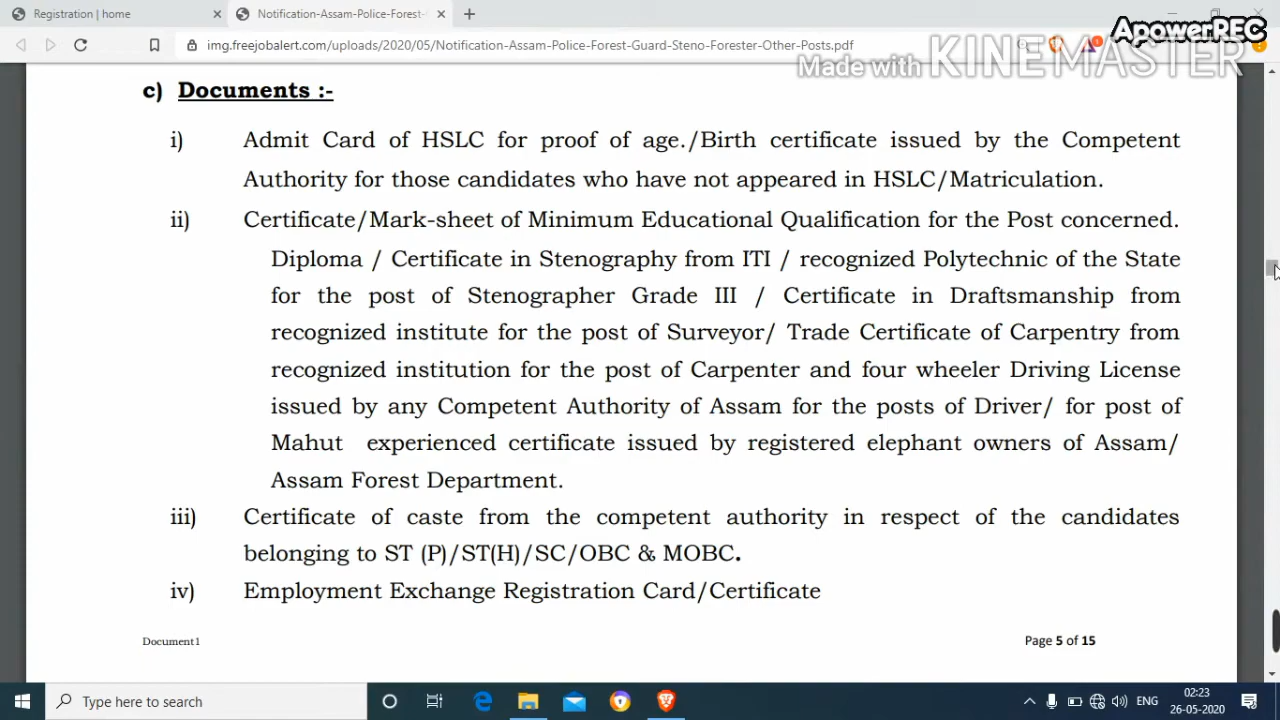 Registration | home
Notification-Assam-Police-Forest-
ApowerREC
img.freejobalert.com/uploads/2020/05/Notification-Assam-Police-Forest-Guard-Steno-Forester-Other-Posts.pdf
Made with KINEMASTER
c) Documents :-
i) Admit Card of HSLC for proof of age./Birth certificate issued by the Competent
Authority for those candidates who have not appeared in HSLC/Matriculation.
ii) Certificate/Mark-sheet of Minimum Educational Qualification for the Post concerned.
Diploma / Certificate in Stenography from ITI / recognized Polytechnic of the State
for the post of Stenographer Grade III / Certificate in Draftsmanship from
recognized institute for the post of Surveyor/ Trade Certificate of Carpentry from
recognized institution for the post of Carpenter and four wheeler Driving License
issued by any Competent Authority of Assam for the posts of Driver/ for post of
Mahut experienced certificate issued by registered elephant owners of Assam/
Assam Forest Department.
iii) Certificate of caste from the competent authority in respect of the candidates
belonging to ST (P)/ST(H)/SC/OBC & MOBC.
iv) Employment Exchange Registration Card/Certificate
Document1 Page 5 of 15
Type here to search
ENG
02:23
26-05-2020